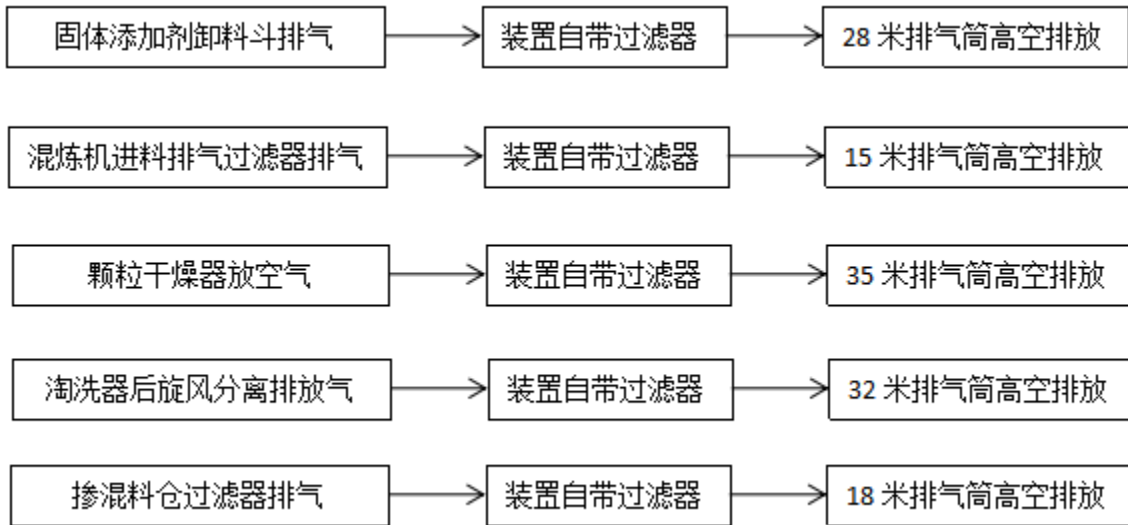 固体添加剂卸料斗排气 装置自带过滤器 28 米排气筒高空排放
混炼机进料排气过滤器排气 装置自带过滤器 15 米排气筒高空排放
颗粒干燥器放空气 装置自带过滤器 35 米排气筒高空排放
淘洗器后旋风分离排放气 装置自带过滤器 32 米排气筒高空排放
掺混料仓过滤器排气 装置自带过滤器 18 米排气筒高空排放